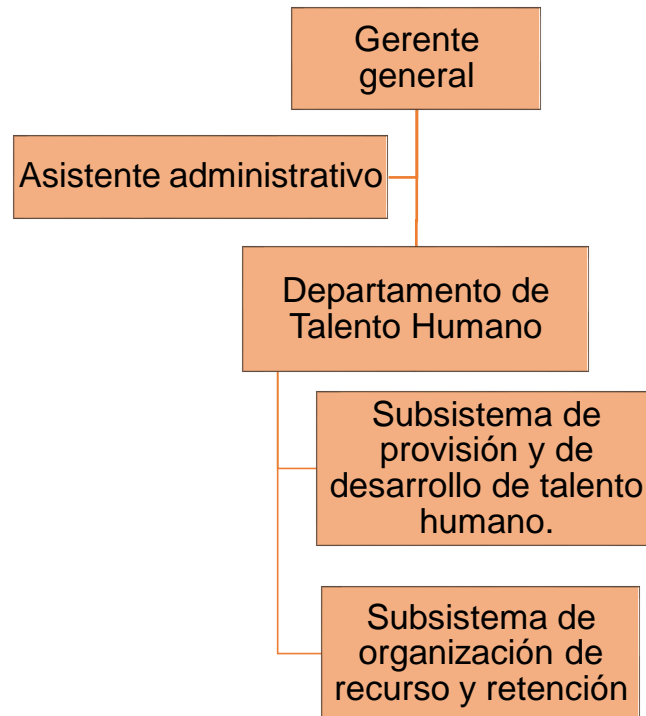 Gerente
general
Asistente administrativo
Departamento de
Talento Humano
Subsistema de
provisión y de
desarrollo de talento
humano.
Subsistema de
organización de
recurso y retención